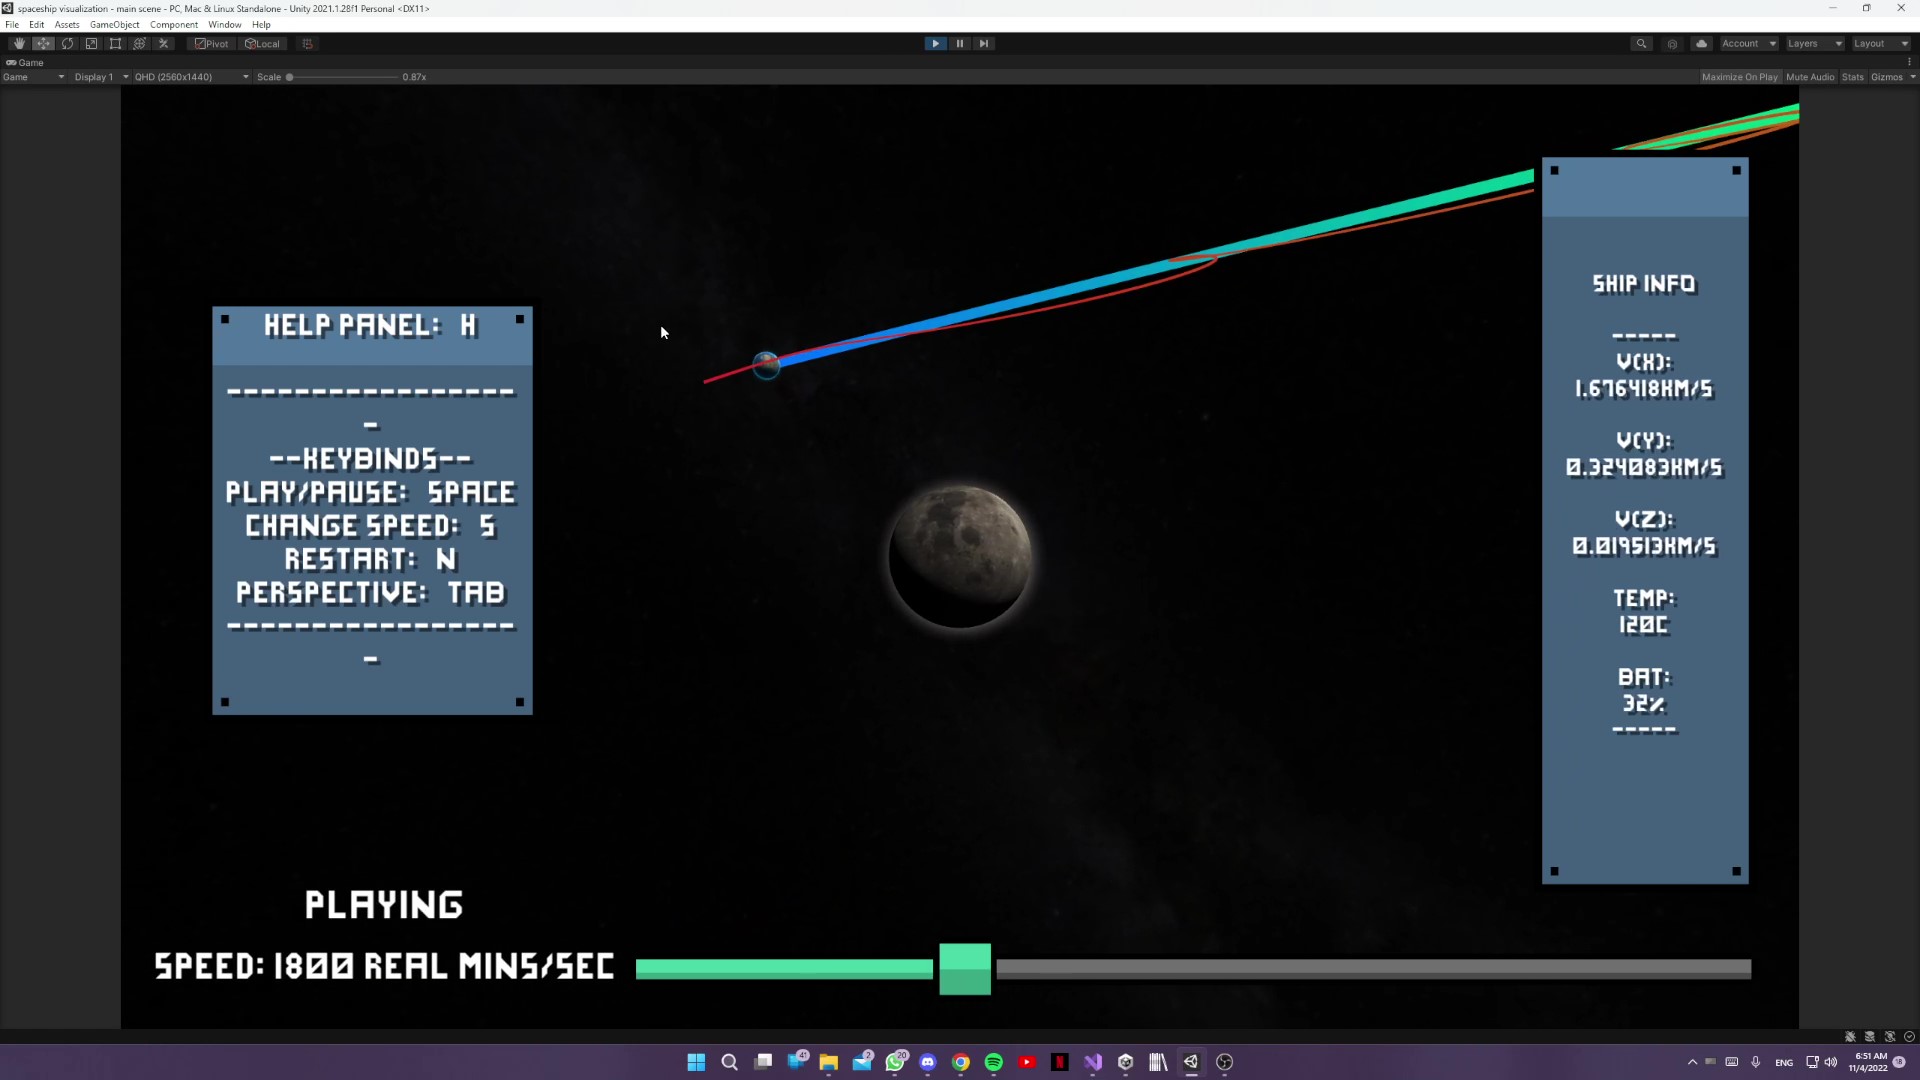 spaceship visualization - main scene - PC, Mac & Linux Standalone - Unity 2021.1.28f1 Personal <DX11>
File Edit Assets GameObject Component Window Help
Pivot Local Account Layers Layout
Game
Game Display 1 QHD (2560x1440) Scale 0.87x Maximize On Play Mute Audio Stats Gizmos
HELP PANEL: H
-----------------
-
--KEYBINDS--
PLAY/PAUSE: SPACE
CHANGE SPEED: S
RESTART: N
PERSPECTIVE: TAB
-----------------
-
SHIP INFO
-----
V(X):
1.676418KM/S
V(Y):
0.324083KM/S
V(Z):
0.019513KM/S
TEMP:
120C
BAT:
32%
-----
PLAYING
SPEED: 1800 REAL MINS/SEC
41 2 20 ENG 6:51 AM
11/4/2022 18